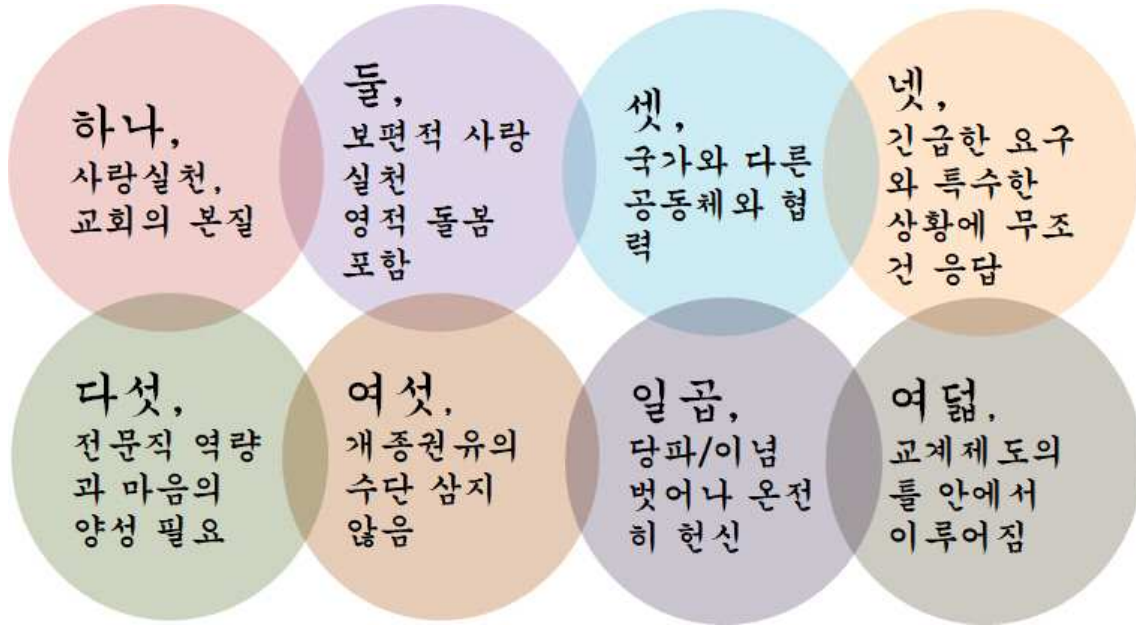 하나,
사랑실천,
교회의 본질
둘,
보편적 사랑
실천
영적 돌봄
포함
셋,
국가와 다른
공동체와 협
력
넷,
긴급한 요구
와 특수한
상황에 무조
건 응답
다섯,
전문직 역량
과 마음의
양성 필요
여섯,
개종권유의
수단 삼지
않음
일곱,
당파/이념
벗어나 온전
히 헌신
여덟,
교계제도의
틀 안에서
이루어짐